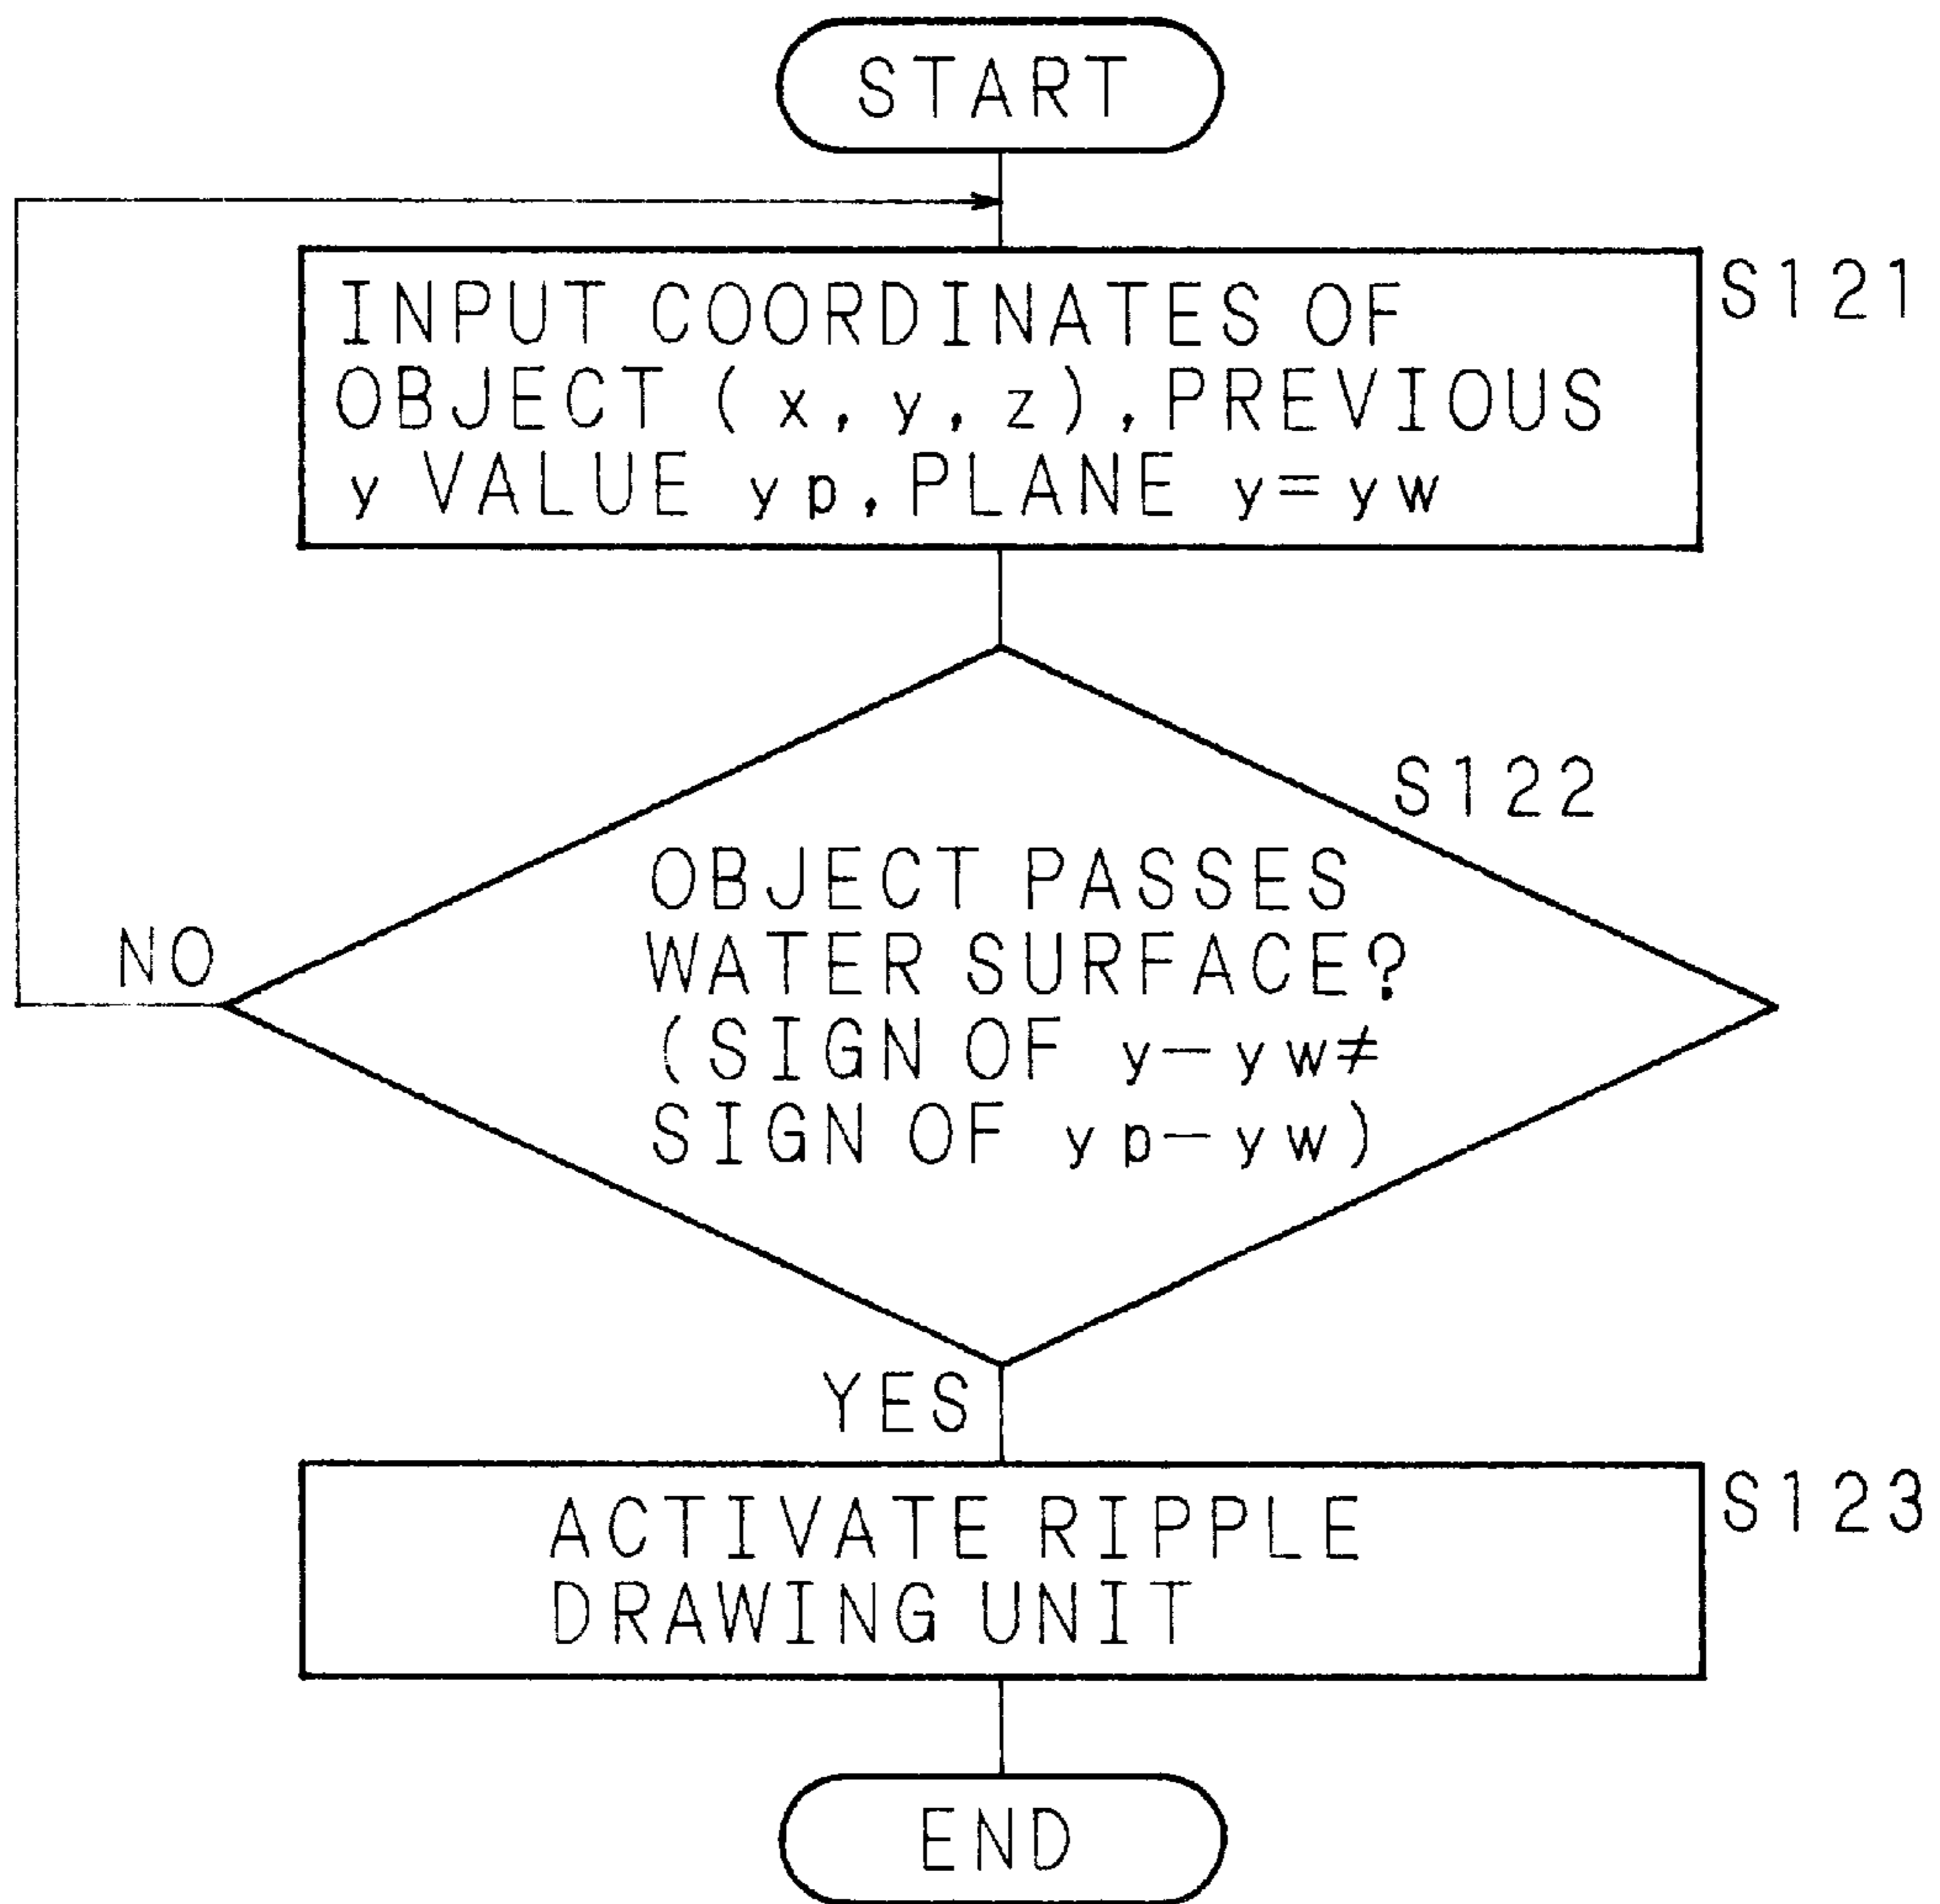 START
INPUT COORDINATES OF
OBJECT (x, y, z), PREVIOUS
y VALUE yp, PLANE y=yw
S121
S122
OBJECT PASSES
WATER SURFACE?
(SIGN OF y-yw≠
SIGN OF yp-yw)
NO
YES
ACTIVATE RIPPLE
DRAWING UNIT
S123
END